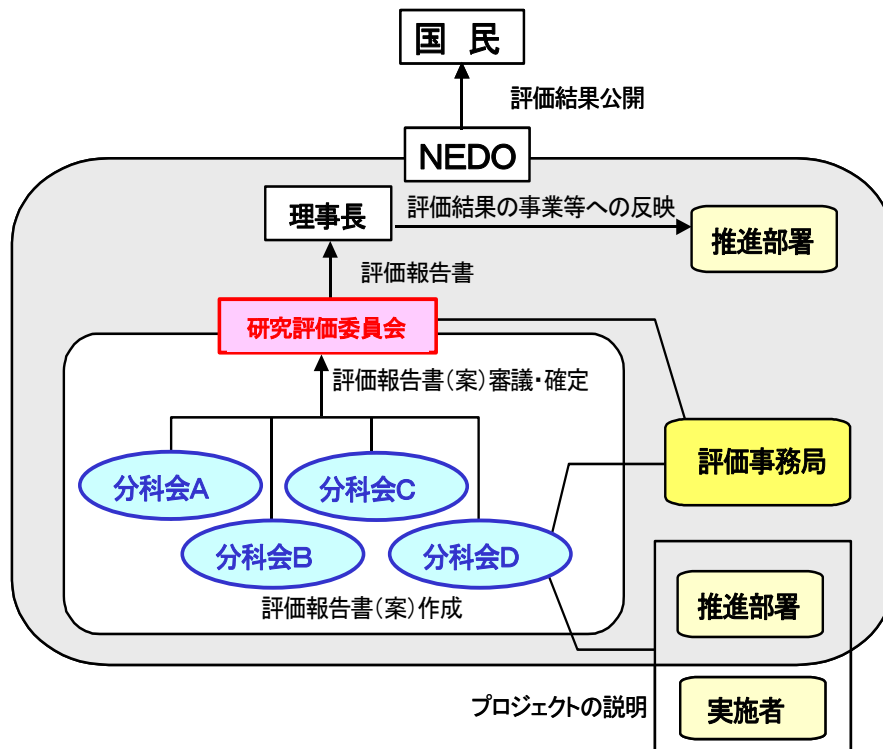 国 民
評価結果公開
NEDO
理事長
評価結果の事業等への反映
推進部署
評価報告書
研究評価委員会
評価報告書(案)審議・確定
分科会A
分科会C
評価事務局
分科会B
分科会D
評価報告書(案)作成
推進部署
プロジェクトの説明
実施者